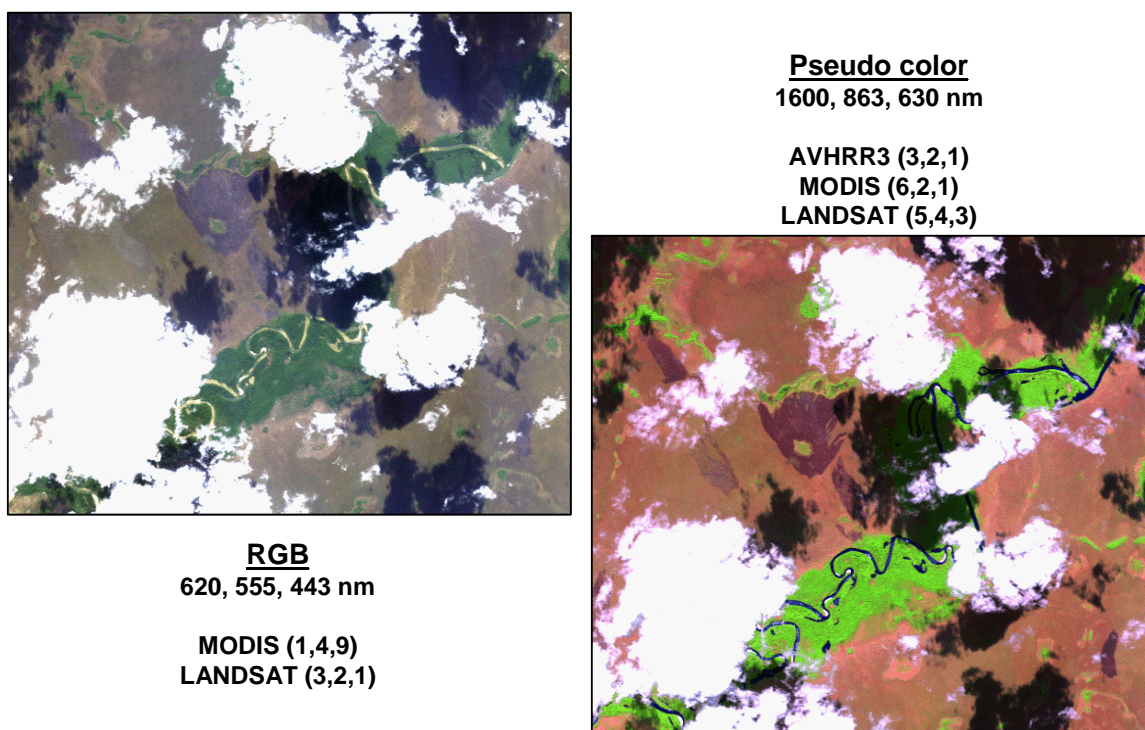 Pseudo color
1600, 863, 630 nm
AVHRR3 (3,2,1)
MODIS (6,2,1)
LANDSAT (5,4,3)
RGB
620, 555, 443 nm
MODIS (1,4,9)
LANDSAT (3,2,1)